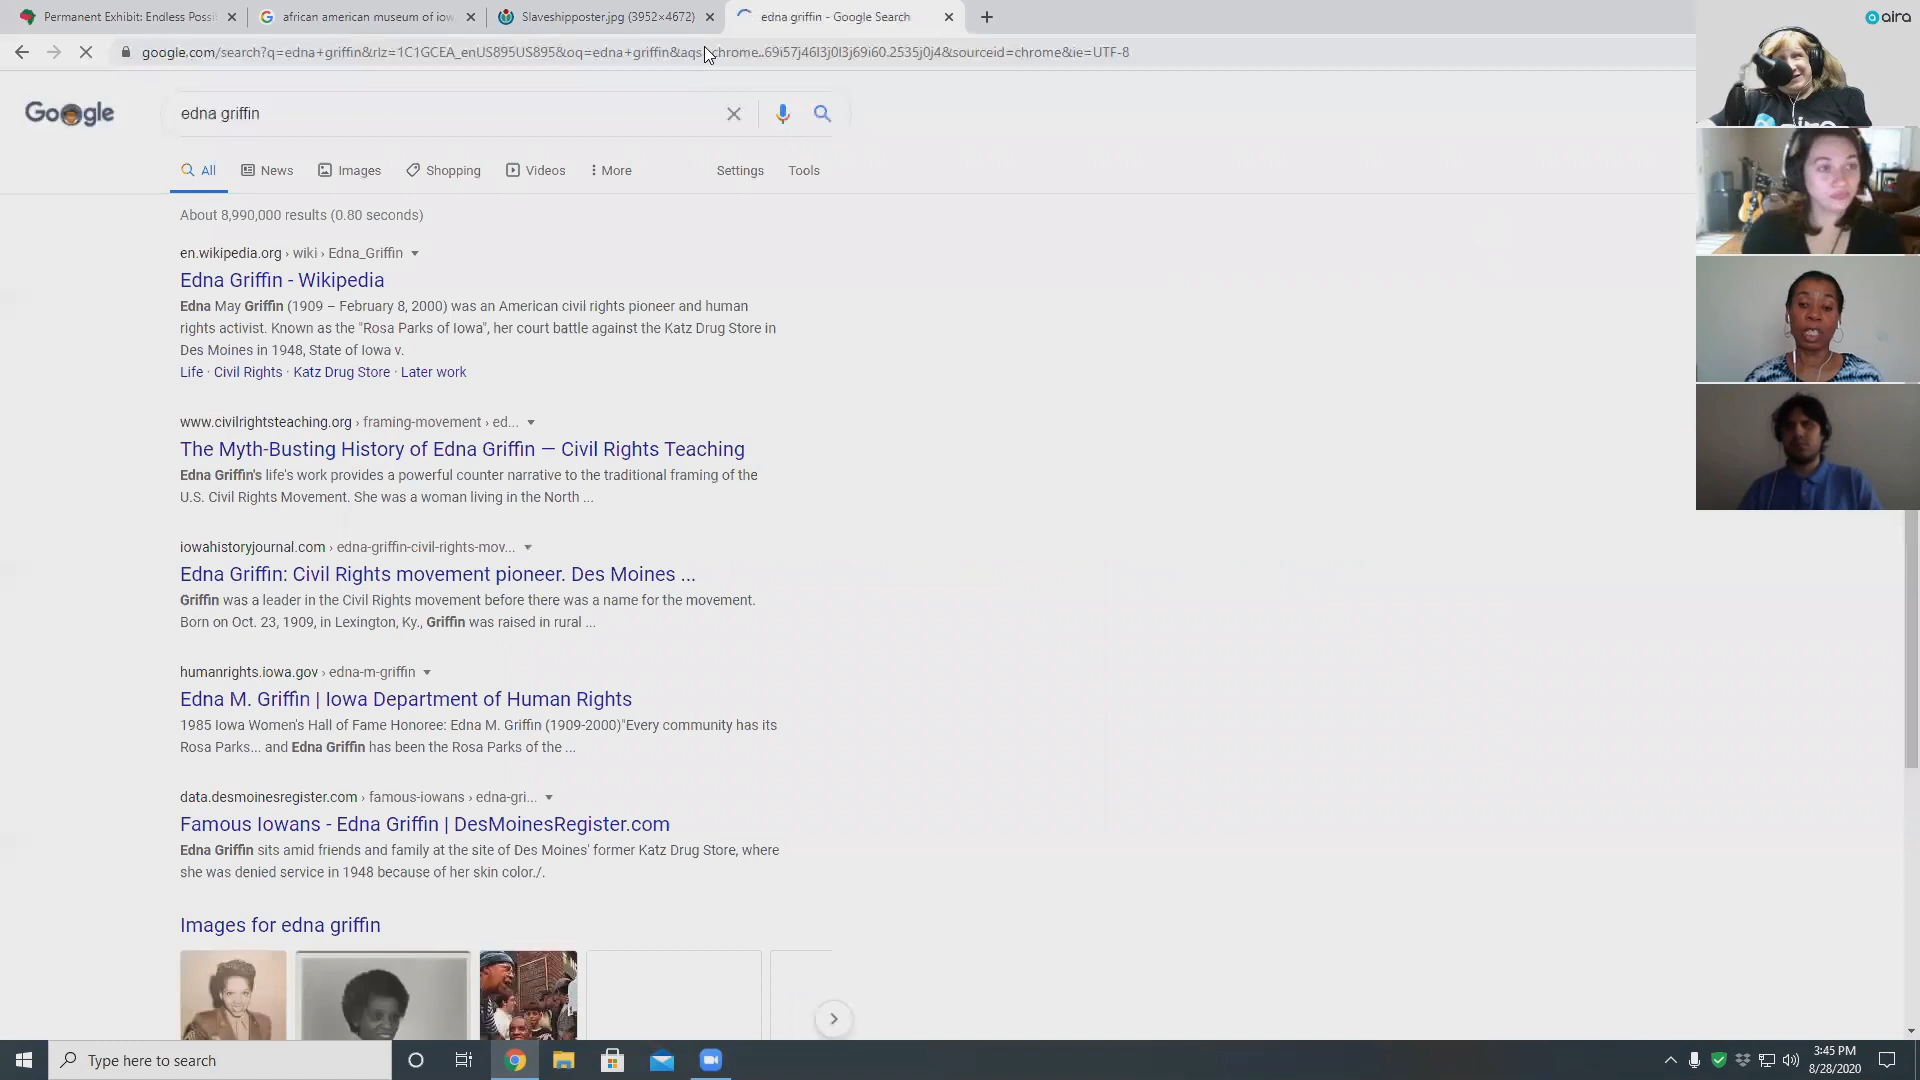 Permanent Exhibit: Endless Possi
african american museum of iow
Slaveshipposter.jpg (3952×4672)
edna griffin - Google Search
aira
google.com/search?q=edna+griffin&rlz=1C1GCEA_enUS895US895&oq=edna+griffin&aqs=chrome..69i57j46l3j0l3j69i60.2535j0j4&sourceid=chrome&ie=UTF-8
Google
edna griffin
All News Images Shopping Videos More Settings Tools
About 8,990,000 results (0.80 seconds)
en.wikipedia.org › wiki › Edna_Griffin
Edna Griffin - Wikipedia
Edna May Griffin (1909 – February 8, 2000) was an American civil rights pioneer and human
rights activist. Known as the "Rosa Parks of Iowa", her court battle against the Katz Drug Store in
Des Moines in 1948, State of Iowa v.
Life · Civil Rights · Katz Drug Store · Later work
www.civilrightsteaching.org › framing-movement › ed...
The Myth-Busting History of Edna Griffin — Civil Rights Teaching
Edna Griffin's life's work provides a powerful counter narrative to the traditional framing of the
U.S. Civil Rights Movement. She was a woman living in the North ...
iowahistoryjournal.com › edna-griffin-civil-rights-mov...
Edna Griffin: Civil Rights movement pioneer. Des Moines ...
Griffin was a leader in the Civil Rights movement before there was a name for the movement.
Born on Oct. 23, 1909, in Lexington, Ky., Griffin was raised in rural ...
humanrights.iowa.gov › edna-m-griffin
Edna M. Griffin | Iowa Department of Human Rights
1985 Iowa Women's Hall of Fame Honoree: Edna M. Griffin (1909-2000)"Every community has its
Rosa Parks... and Edna Griffin has been the Rosa Parks of the ...
data.desmoinesregister.com › famous-iowans › edna-gri...
Famous Iowans - Edna Griffin | DesMoinesRegister.com
Edna Griffin sits amid friends and family at the site of Des Moines' former Katz Drug Store, where
she was denied service in 1948 because of her skin color./.
Images for edna griffin
Type here to search
3:45 PM
8/28/2020